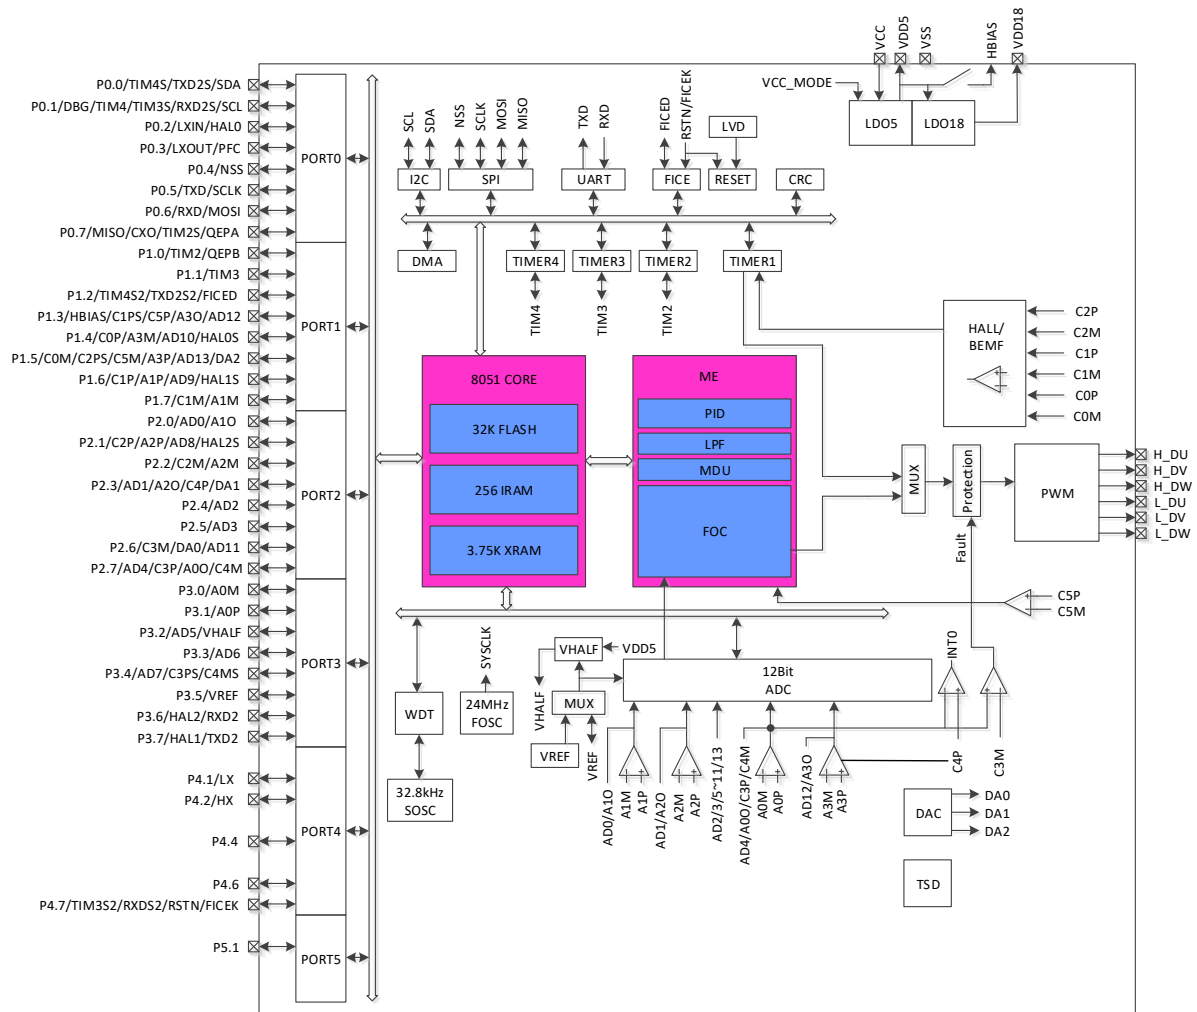 VCC
VDD5
VSS
HBIAS
VDD18
VCC_MODE
LDO5
LDO18
P0.0/TIM4S/TXD2S/SDA
P0.1/DBG/TIM4/TIM3S/RXD2S/SCL
P0.2/LXIN/HAL0
P0.3/LXOUT/PFC
P0.4/NSS
P0.5/TXD/SCLK
P0.6/RXD/MOSI
P0.7/MISO/CXO/TIM2S/QEPA
PORT0
P1.0/TIM2/QEPB
P1.1/TIM3
P1.2/TIM4S2/TXD2S2/FICED
P1.3/HBIAS/C1PS/C5P/A3O/AD12
P1.4/C0P/A3M/AD10/HAL0S
P1.5/C0M/C2PS/C5M/A3P/AD13/DA2
P1.6/C1P/A1P/AD9/HAL1S
P1.7/C1M/A1M
PORT1
P2.0/AD0/A1O
P2.1/C2P/A2P/AD8/HAL2S
P2.2/C2M/A2M
P2.3/AD1/A2O/C4P/DA1
P2.4/AD2
P2.5/AD3
P2.6/C3M/DA0/AD11
P2.7/AD4/C3P/A0O/C4M
PORT2
P3.0/A0M
P3.1/A0P
P3.2/AD5/VHALF
P3.3/AD6
P3.4/AD7/C3PS/C4MS
P3.5/VREF
P3.6/HAL2/RXD2
P3.7/HAL1/TXD2
PORT3
P4.1/LX
P4.2/HX
P4.4
P4.6
P4.7/TIM3S2/RXDS2/RSTN/FICEK
PORT4
P5.1
PORT5
SCL
SDA
NSS
SCLK
MOSI
MISO
TXD
RXD
FICED
RSTN/FICEK
LVD
I2C
SPI
UART
FICE
RESET
CRC
DMA
TIMER4
TIMER3
TIMER2
TIMER1
TIM4
TIM3
TIM2
8051 CORE
32K FLASH
256 IRAM
3.75K XRAM
ME
PID
LPF
MDU
FOC
HALL/
BEMF
C2P
C2M
C1P
C1M
C0P
C0M
MUX
Protection
Fault
PWM
H_DU
H_DV
H_DW
L_DU
L_DV
L_DW
C5P
C5M
WDT
32.8kHz
SOSC
SYSCLK
24MHz
FOSC
VHALF
VDD5
VHALF
MUX
VREF
VREF
12Bit
ADC
INT0
AD0/A1O
A1M
A1P
AD1/A2O
A2M
A2P
AD2/3/5~11/13
AD4/A0O/C3P/C4M
A0M
A0P
AD12/A3O
A3M
A3P
C4P
C3M
DAC
DA0
DA1
DA2
TSD